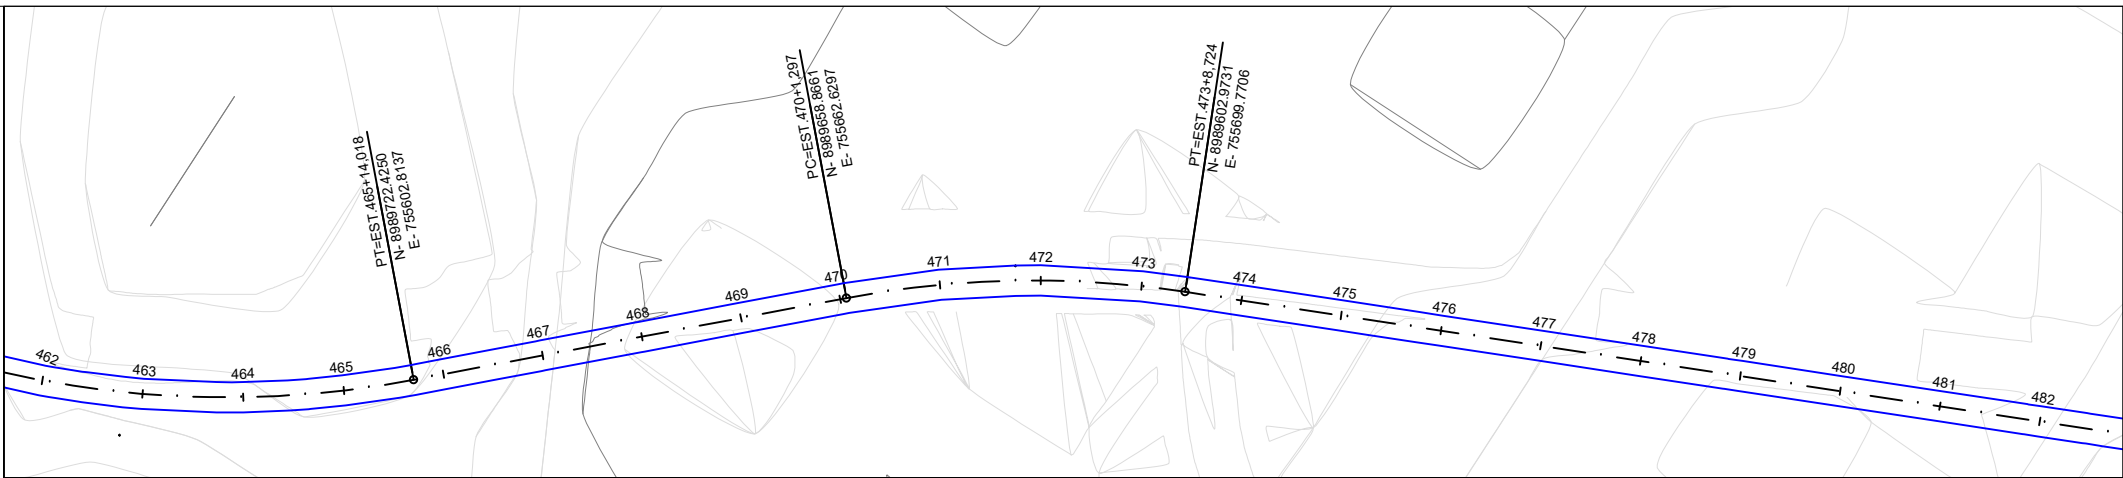 PT=EST.465+14,018
N- 8989722.4250
E- 755602.8137
PC=EST.470+1,297
N- 8989658.8661
E- 755662.6297
PT=EST.473+8,724
N- 8989602.9731
E- 755699.7706
462
463
464
465
466
467
468
469
470
471
472
473
474
475
476
477
478
479
480
481
482